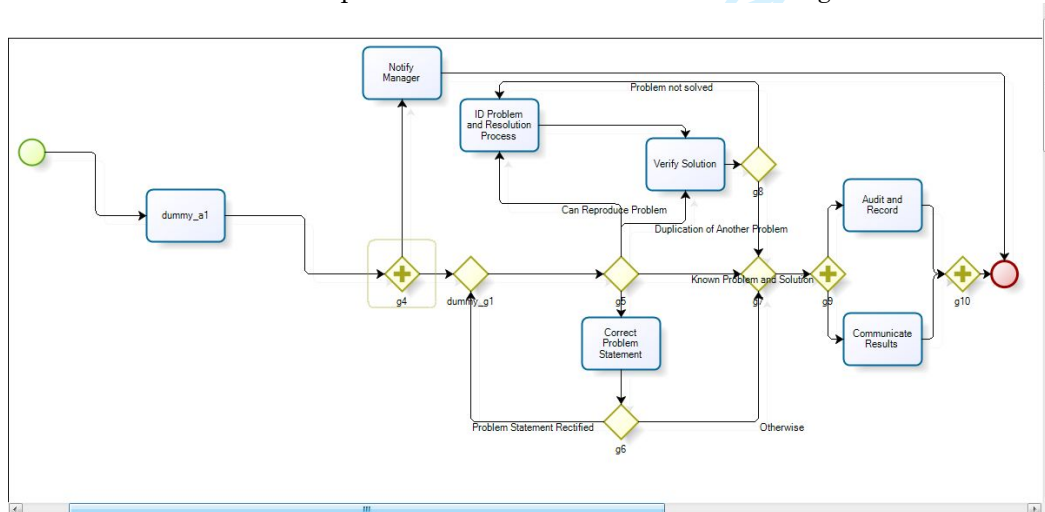 Notify
Manager
Problem not solved
ID Problem
and Resolution
Process
Verify Solution
g8
dummy_a1
Can Reproduce Problem
Duplication of Another Problem
Audit and
Record
g4
dummy_g1
g5
Known Problem and Solution
g7
g9
g10
Correct
Problem
Statement
Communicate
Results
Problem Statement Rectified
Otherwise
g6